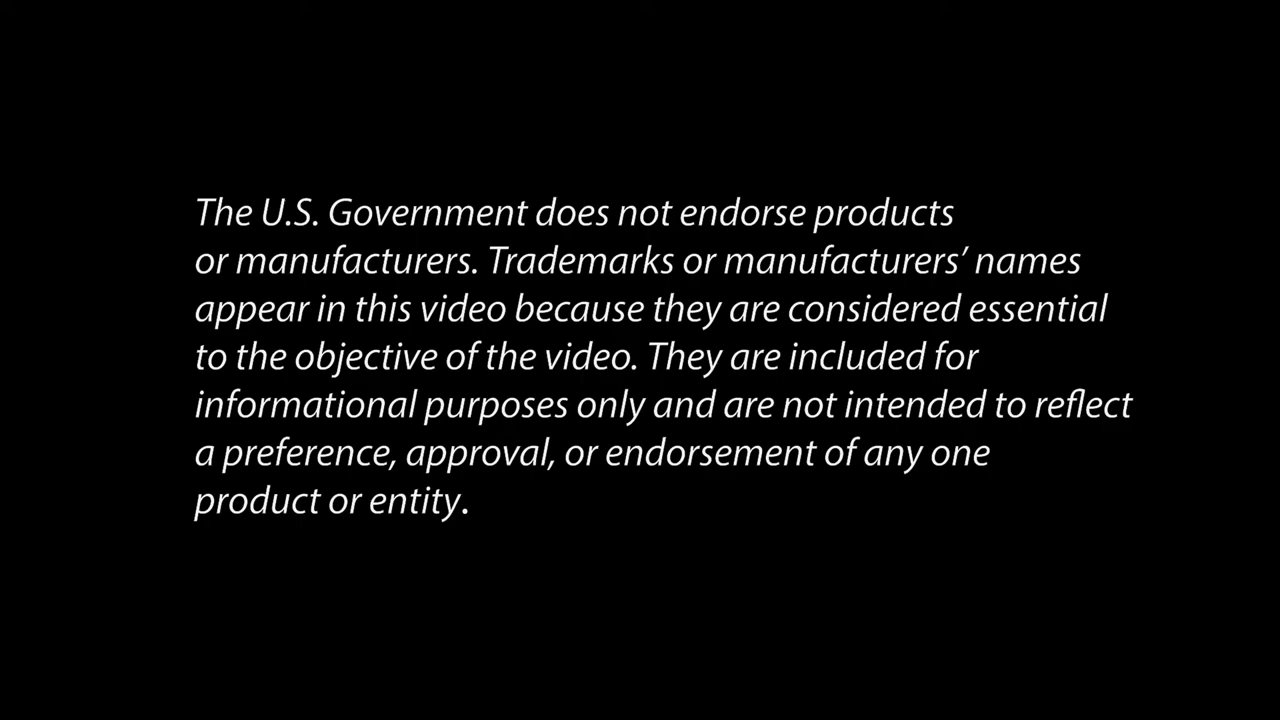 The U.S. Government does not endorse products
or manufacturers. Trademarks or manufacturers’ names
appear in this video because they are considered essential
to the objective of the video. They are included for
informational purposes only and are not intended to reflect
a preference, approval, or endorsement of any one
product or entity.